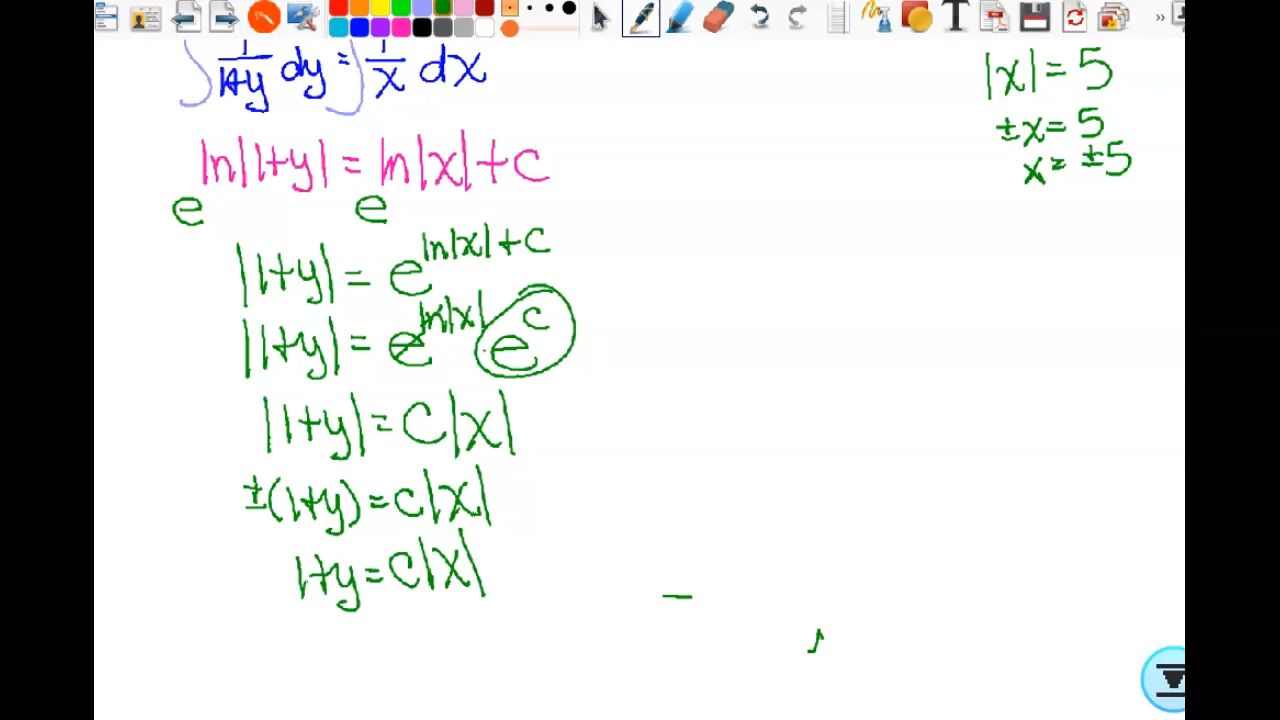 ∫ 1/(1+y) dy = ∫ 1/x dx
ln|1+y| = ln|x| + c
e e
|1+y| = e^(ln|x| + c)
|1+y| = e^(ln|x|) e^c
|1+y| = C|x|
±(1+y) = c|x|
1+y = c|x|
|x| = 5
±x = 5
x = ±5